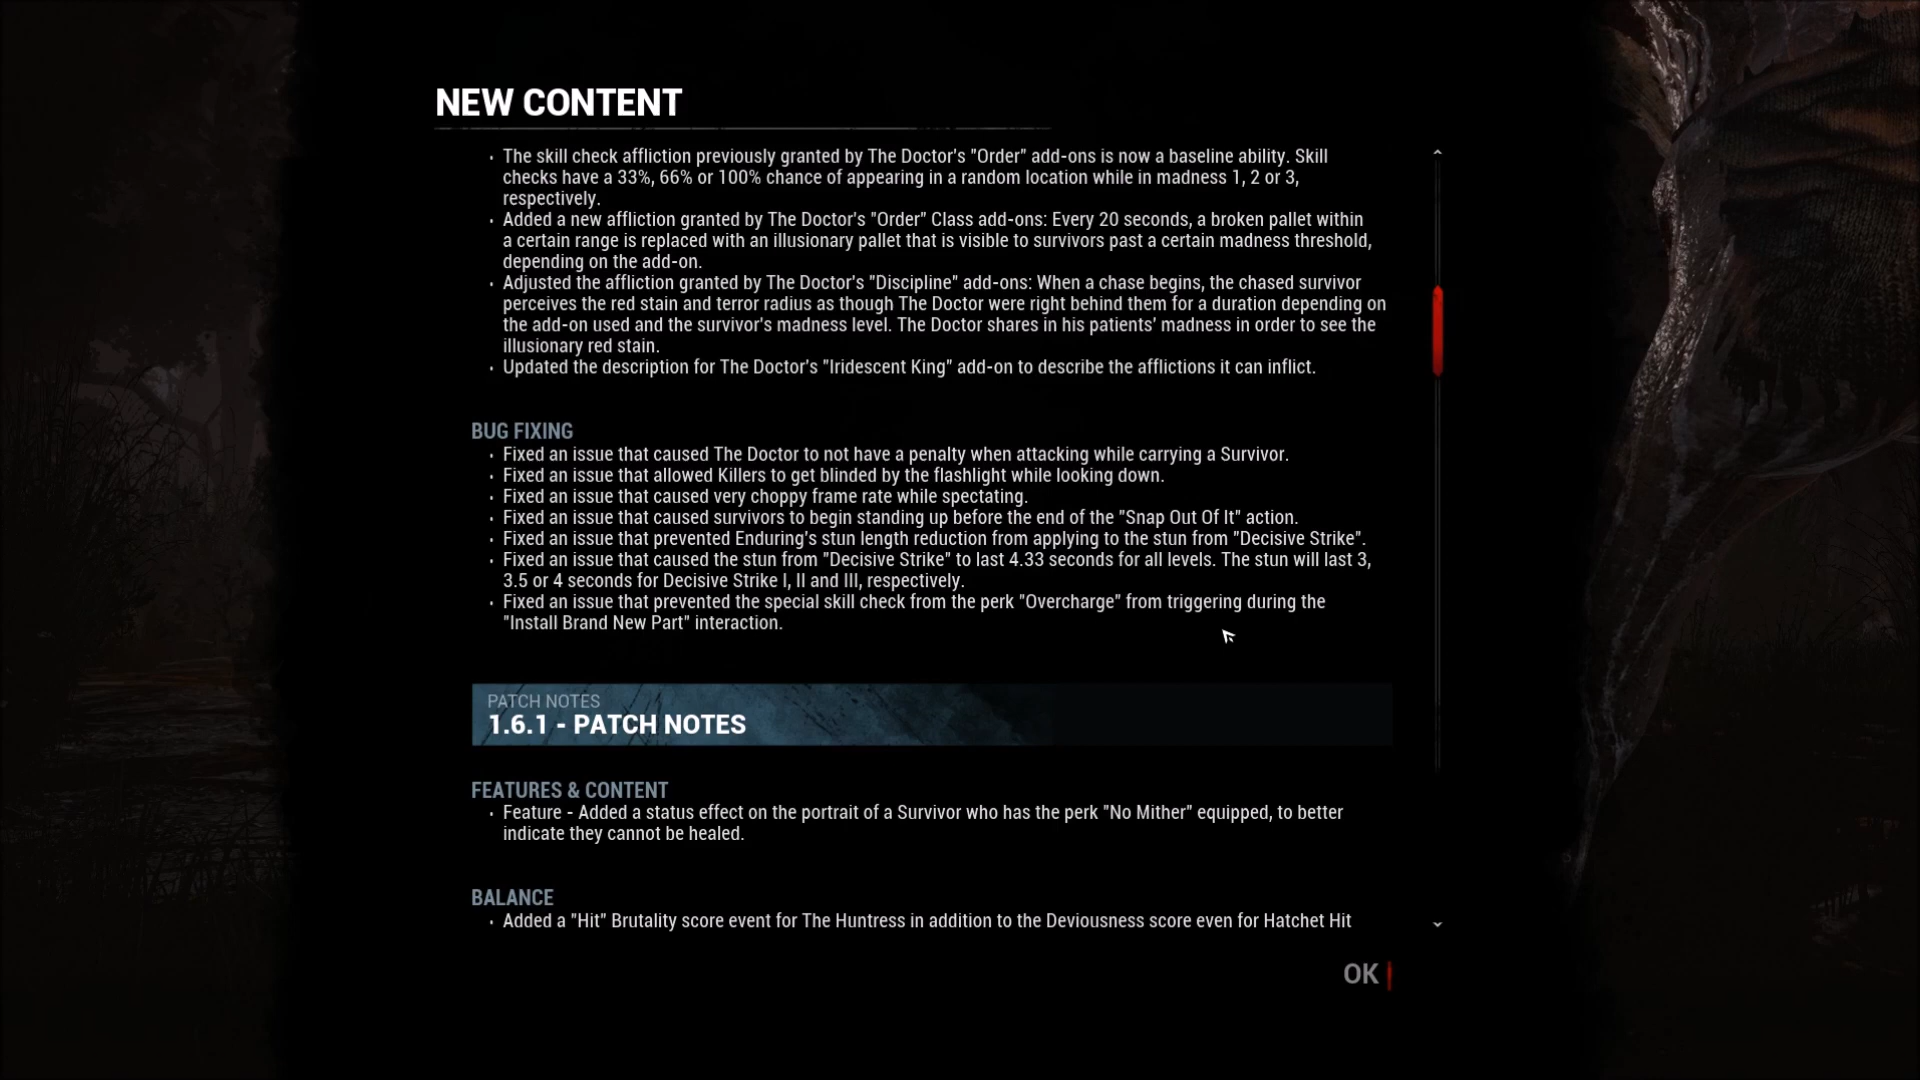 NEW CONTENT
· The skill check affliction previously granted by The Doctor's "Order" add-ons is now a baseline ability. Skill
checks have a 33%, 66% or 100% chance of appearing in a random location while in madness 1, 2 or 3,
respectively.
· Added a new affliction granted by The Doctor's "Order" Class add-ons: Every 20 seconds, a broken pallet within
a certain range is replaced with an illusionary pallet that is visible to survivors past a certain madness threshold,
depending on the add-on.
· Adjusted the affliction granted by The Doctor's "Discipline" add-ons: When a chase begins, the chased survivor
perceives the red stain and terror radius as though The Doctor were right behind them for a duration depending on
the add-on used and the survivor's madness level. The Doctor shares in his patients' madness in order to see the
illusionary red stain.
· Updated the description for The Doctor's "Iridescent King" add-on to describe the afflictions it can inflict.
BUG FIXING
· Fixed an issue that caused The Doctor to not have a penalty when attacking while carrying a Survivor.
· Fixed an issue that allowed Killers to get blinded by the flashlight while looking down.
· Fixed an issue that caused very choppy frame rate while spectating.
· Fixed an issue that caused survivors to begin standing up before the end of the "Snap Out Of It" action.
· Fixed an issue that prevented Enduring's stun length reduction from applying to the stun from "Decisive Strike".
· Fixed an issue that caused the stun from "Decisive Strike" to last 4.33 seconds for all levels. The stun will last 3,
3.5 or 4 seconds for Decisive Strike I, II and III, respectively.
· Fixed an issue that prevented the special skill check from the perk "Overcharge" from triggering during the
"Install Brand New Part" interaction.
PATCH NOTES
1.6.1 - PATCH NOTES
FEATURES & CONTENT
· Feature - Added a status effect on the portrait of a Survivor who has the perk "No Mither" equipped, to better
indicate they cannot be healed.
BALANCE
· Added a "Hit" Brutality score event for The Huntress in addition to the Deviousness score even for Hatchet Hit
OK